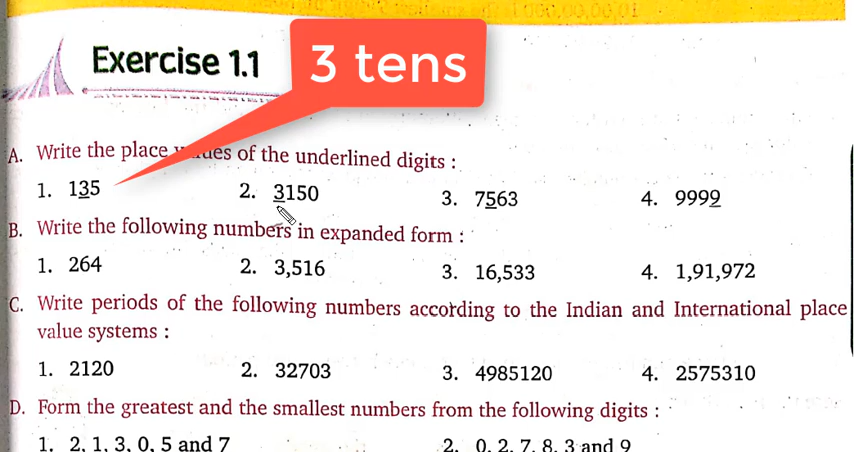 Exercise 1.1
3 tens
A. Write the place values of the underlined digits :
1. 135 2. 3150 3. 7563 4. 9999
B. Write the following numbers in expanded form :
1. 264 2. 3,516 3. 16,533 4. 1,91,972
C. Write periods of the following numbers according to the Indian and International place
value systems :
1. 2120 2. 32703 3. 4985120 4. 2575310
D. Form the greatest and the smallest numbers from the following digits :
1. 2, 1, 3, 0, 5 and 7 2. 0, 2, 7, 8, 3 and 9